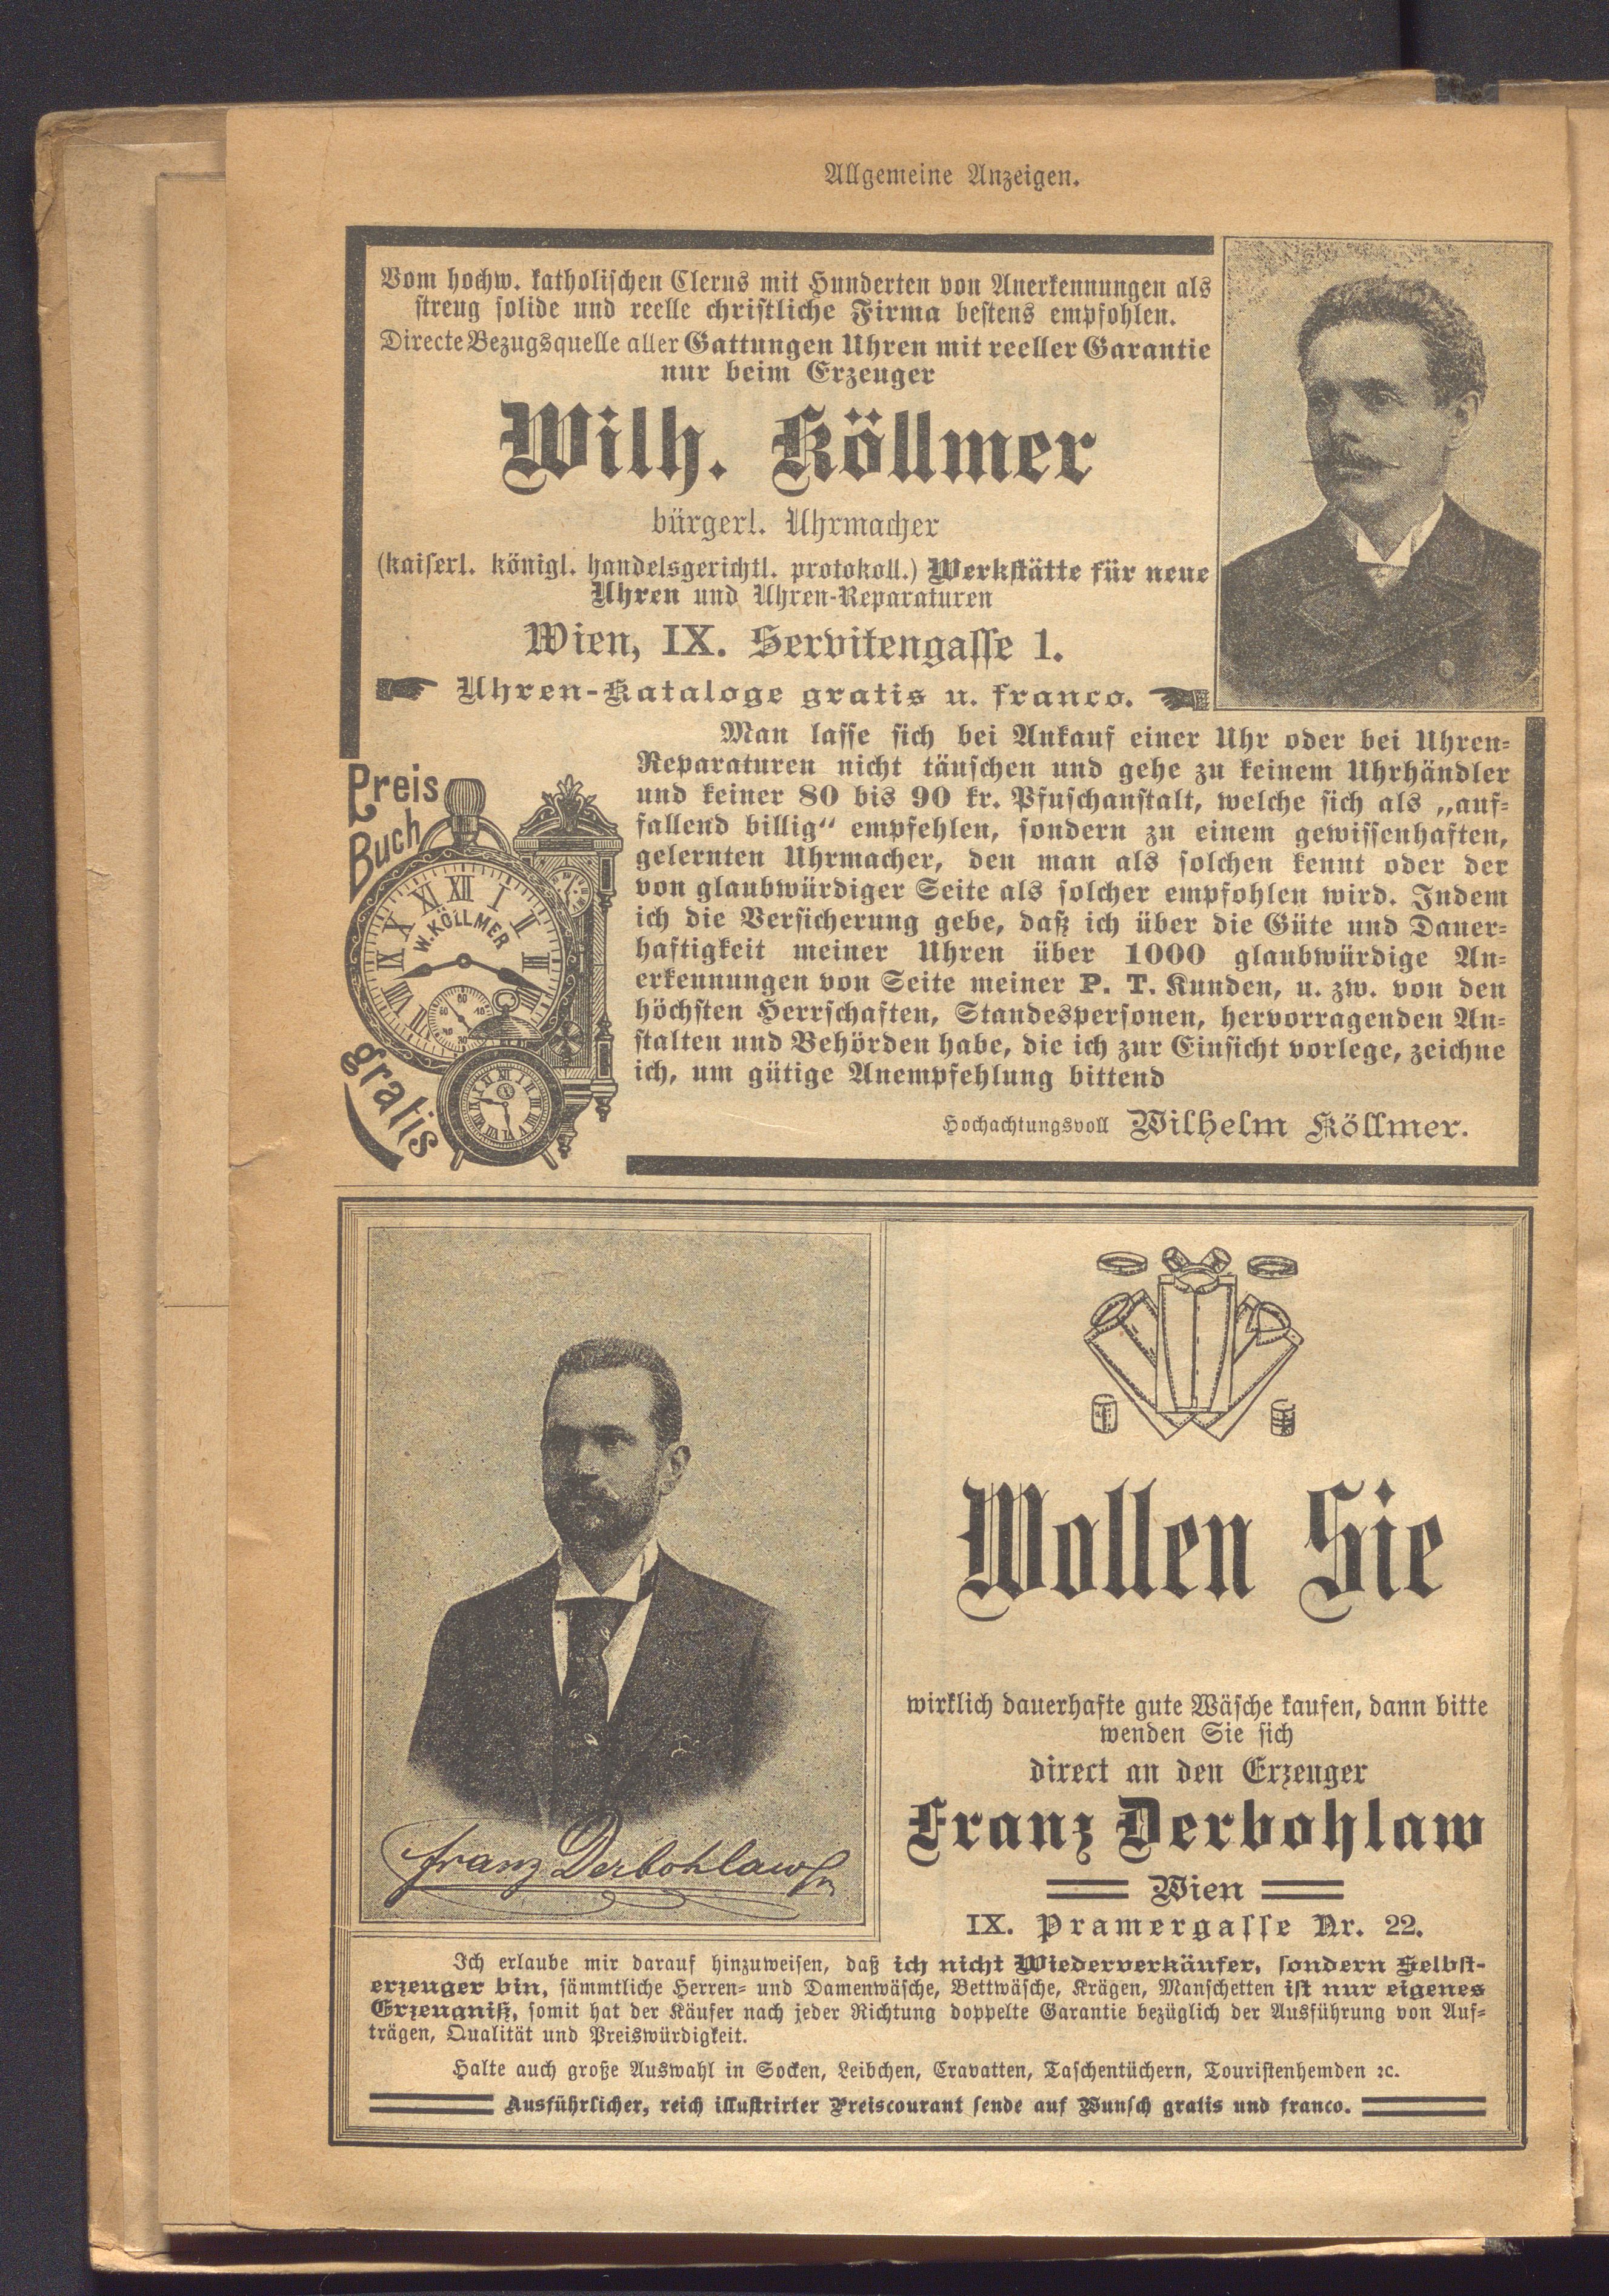 Allgemeine Anzeigen.
Vom hochw. katholischen Clerus mit Hunderten von Anerkennungen als
streng solide und reelle christliche Firma bestens empfohlen.
Directe Bezugsquelle aller Gattungen Uhren mit reeller Garantie
nur beim Erzeuger
Wilh. Köllmer
bürgerl. Uhrmacher
(kaiserl. königl. handelsgerichtl. protokoll.) Werkstätte für neue
Uhren und Uhren-Reparaturen
Wien, IX. Servitengasse 1.
Uhren-Kataloge gratis u. franco.
Man lasse sich bei Ankauf einer Uhr oder bei Uhren-
Reparaturen nicht täuschen und gehe zu keinem Uhrhändler
und keiner 80 bis 90 kr. Pfuschanstalt, welche sich als „auf-
fallend billig“ empfehlen, sondern zu einem gewissenhaften,
gelernten Uhrmacher, den man als solchen kennt oder der
von glaubwürdiger Seite als solcher empfohlen wird. Indem
ich die Versicherung gebe, daß ich über die Güte und Dauer-
haftigkeit meiner Uhren über 1000 glaubwürdige An-
erkennungen von Seite meiner P. T. Kunden, u. zw. von den
höchsten Herrschaften, Standespersonen, hervorragenden An-
stalten und Behörden habe, die ich zur Einsicht vorlege, zeichne
ich, um gütige Anempfehlung bittend
Hochachtungsvoll Wilhelm Köllmer.
Preis
Buch
W. KÖLLMER
gratis
Franz Derbohlaw
Wollen Sie
wirklich dauerhafte gute Wäsche kaufen, dann bitte
wenden Sie sich
direct an den Erzeuger
Franz Derbohlaw
Wien
IX. Pramergasse Nr. 22.
Ich erlaube mir darauf hinzuweisen, daß ich nicht Wiederverkäufer, sondern Selbst-
erzeuger bin, sämmtliche Herren- und Damenwäsche, Bettwäsche, Krägen, Manschetten ist nur eigenes
Erzeugniß, somit hat der Käufer nach jeder Richtung doppelte Garantie bezüglich der Ausführung von Auf-
trägen, Qualität und Preiswürdigkeit.
Halte auch große Auswahl in Socken, Leibchen, Cravatten, Taschentüchern, Touristenhemden ꝛc.
Ausführlicher, reich illustrirter Preiscourant sende auf Wunsch gratis und franco.